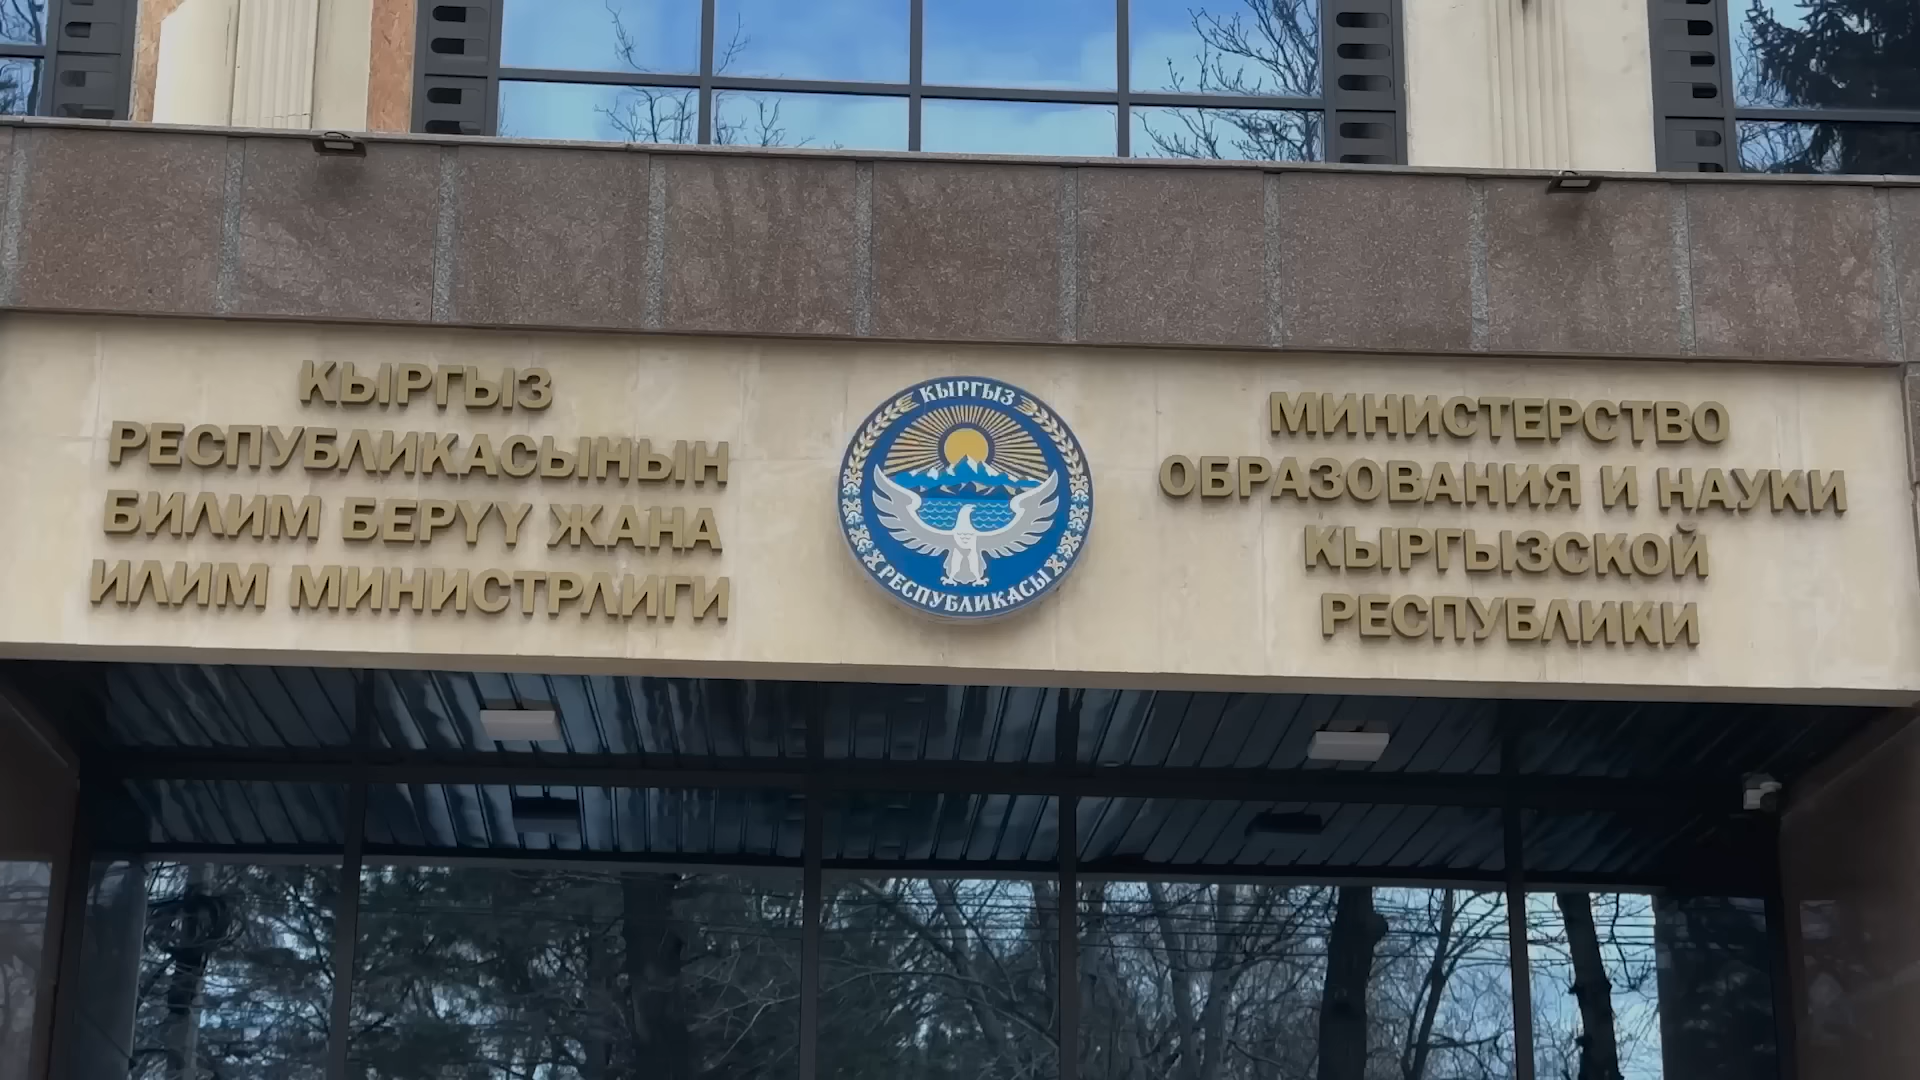 КЫРГЫЗ
РЕСПУБЛИКАСЫНЫН
БИЛИМ БЕРҮҮ ЖАНА
ИЛИМ МИНИСТРЛИГИ
КЫРГЫЗ
РЕСПУБЛИКАСЫ
МИНИСТЕРСТВО
ОБРАЗОВАНИЯ И НАУКИ
КЫРГЫЗСКОЙ
РЕСПУБЛИКИ